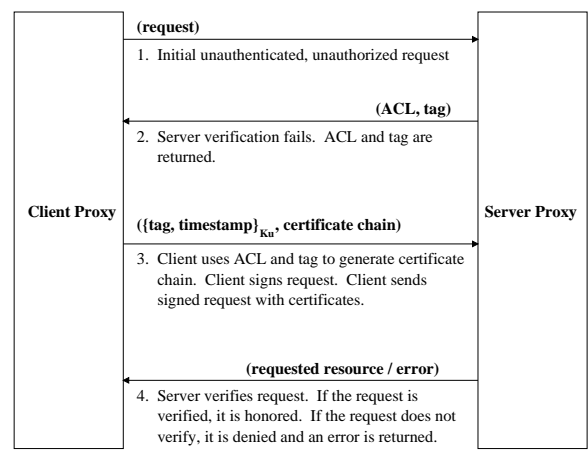 (request)
1. Initial unauthenticated, unauthorized request
(ACL, tag)
2. Server verification fails. ACL and tag are
returned.
Client Proxy
Server Proxy
({tag, timestamp}Ku, certificate chain)
3. Client uses ACL and tag to generate certificate
chain. Client signs request. Client sends
signed request with certificates.
(requested resource / error)
4. Server verifies request. If the request is
verified, it is honored. If the request does not
verify, it is denied and an error is returned.